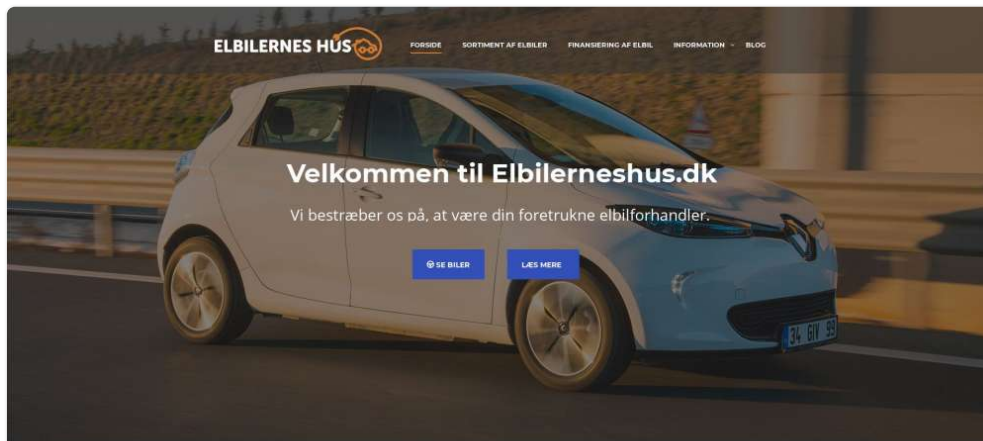 ELBILERNES HUS
FORSIDE SORTIMENT AF ELBILER FINANSIERING AF ELBIL INFORMATION BLOG
Velkommen til Elbilerneshus.dk
Vi bestræber os på, at være din foretrukne elbilforhandler.
SE BILER LÆS MERE
34 GIV 99